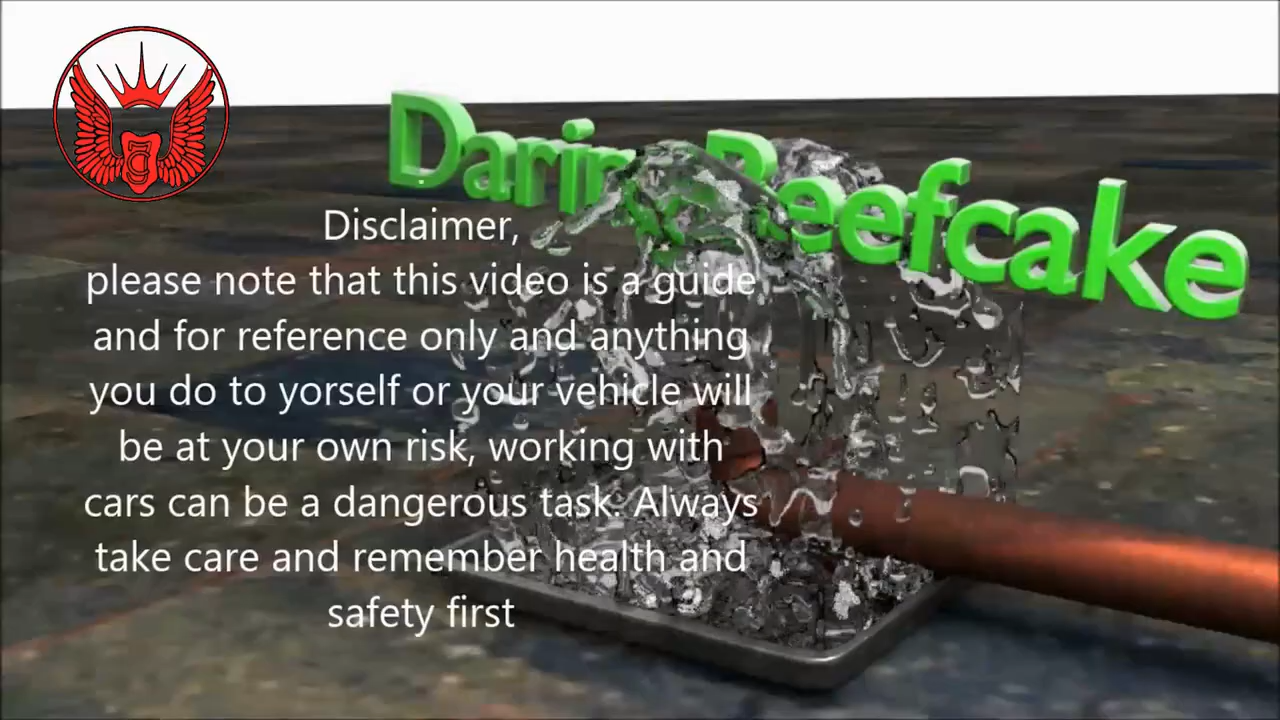 Daring Beefcake
Disclaimer,
please note that this video is a guide
and for reference only and anything
you do to yorself or your vehicle will
be at your own risk, working with
cars can be a dangerous task. Always
take care and remember health and
safety first